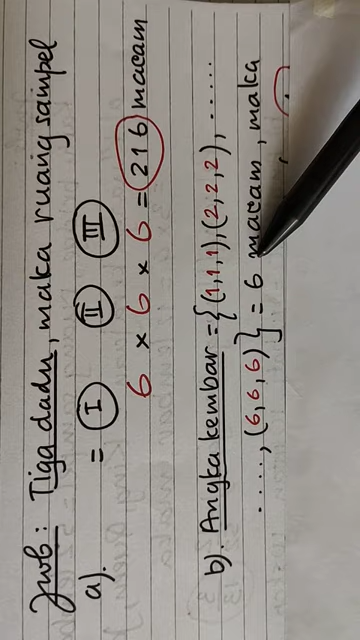 Jwb: Tiga dadu, maka ruang sampel
a). = I II III
6 × 6 × 6 = 216 macam
b). Angka kembar = {(1,1,1),(2,2,2),......
....., (6,6,6)} = 6 macam, maka